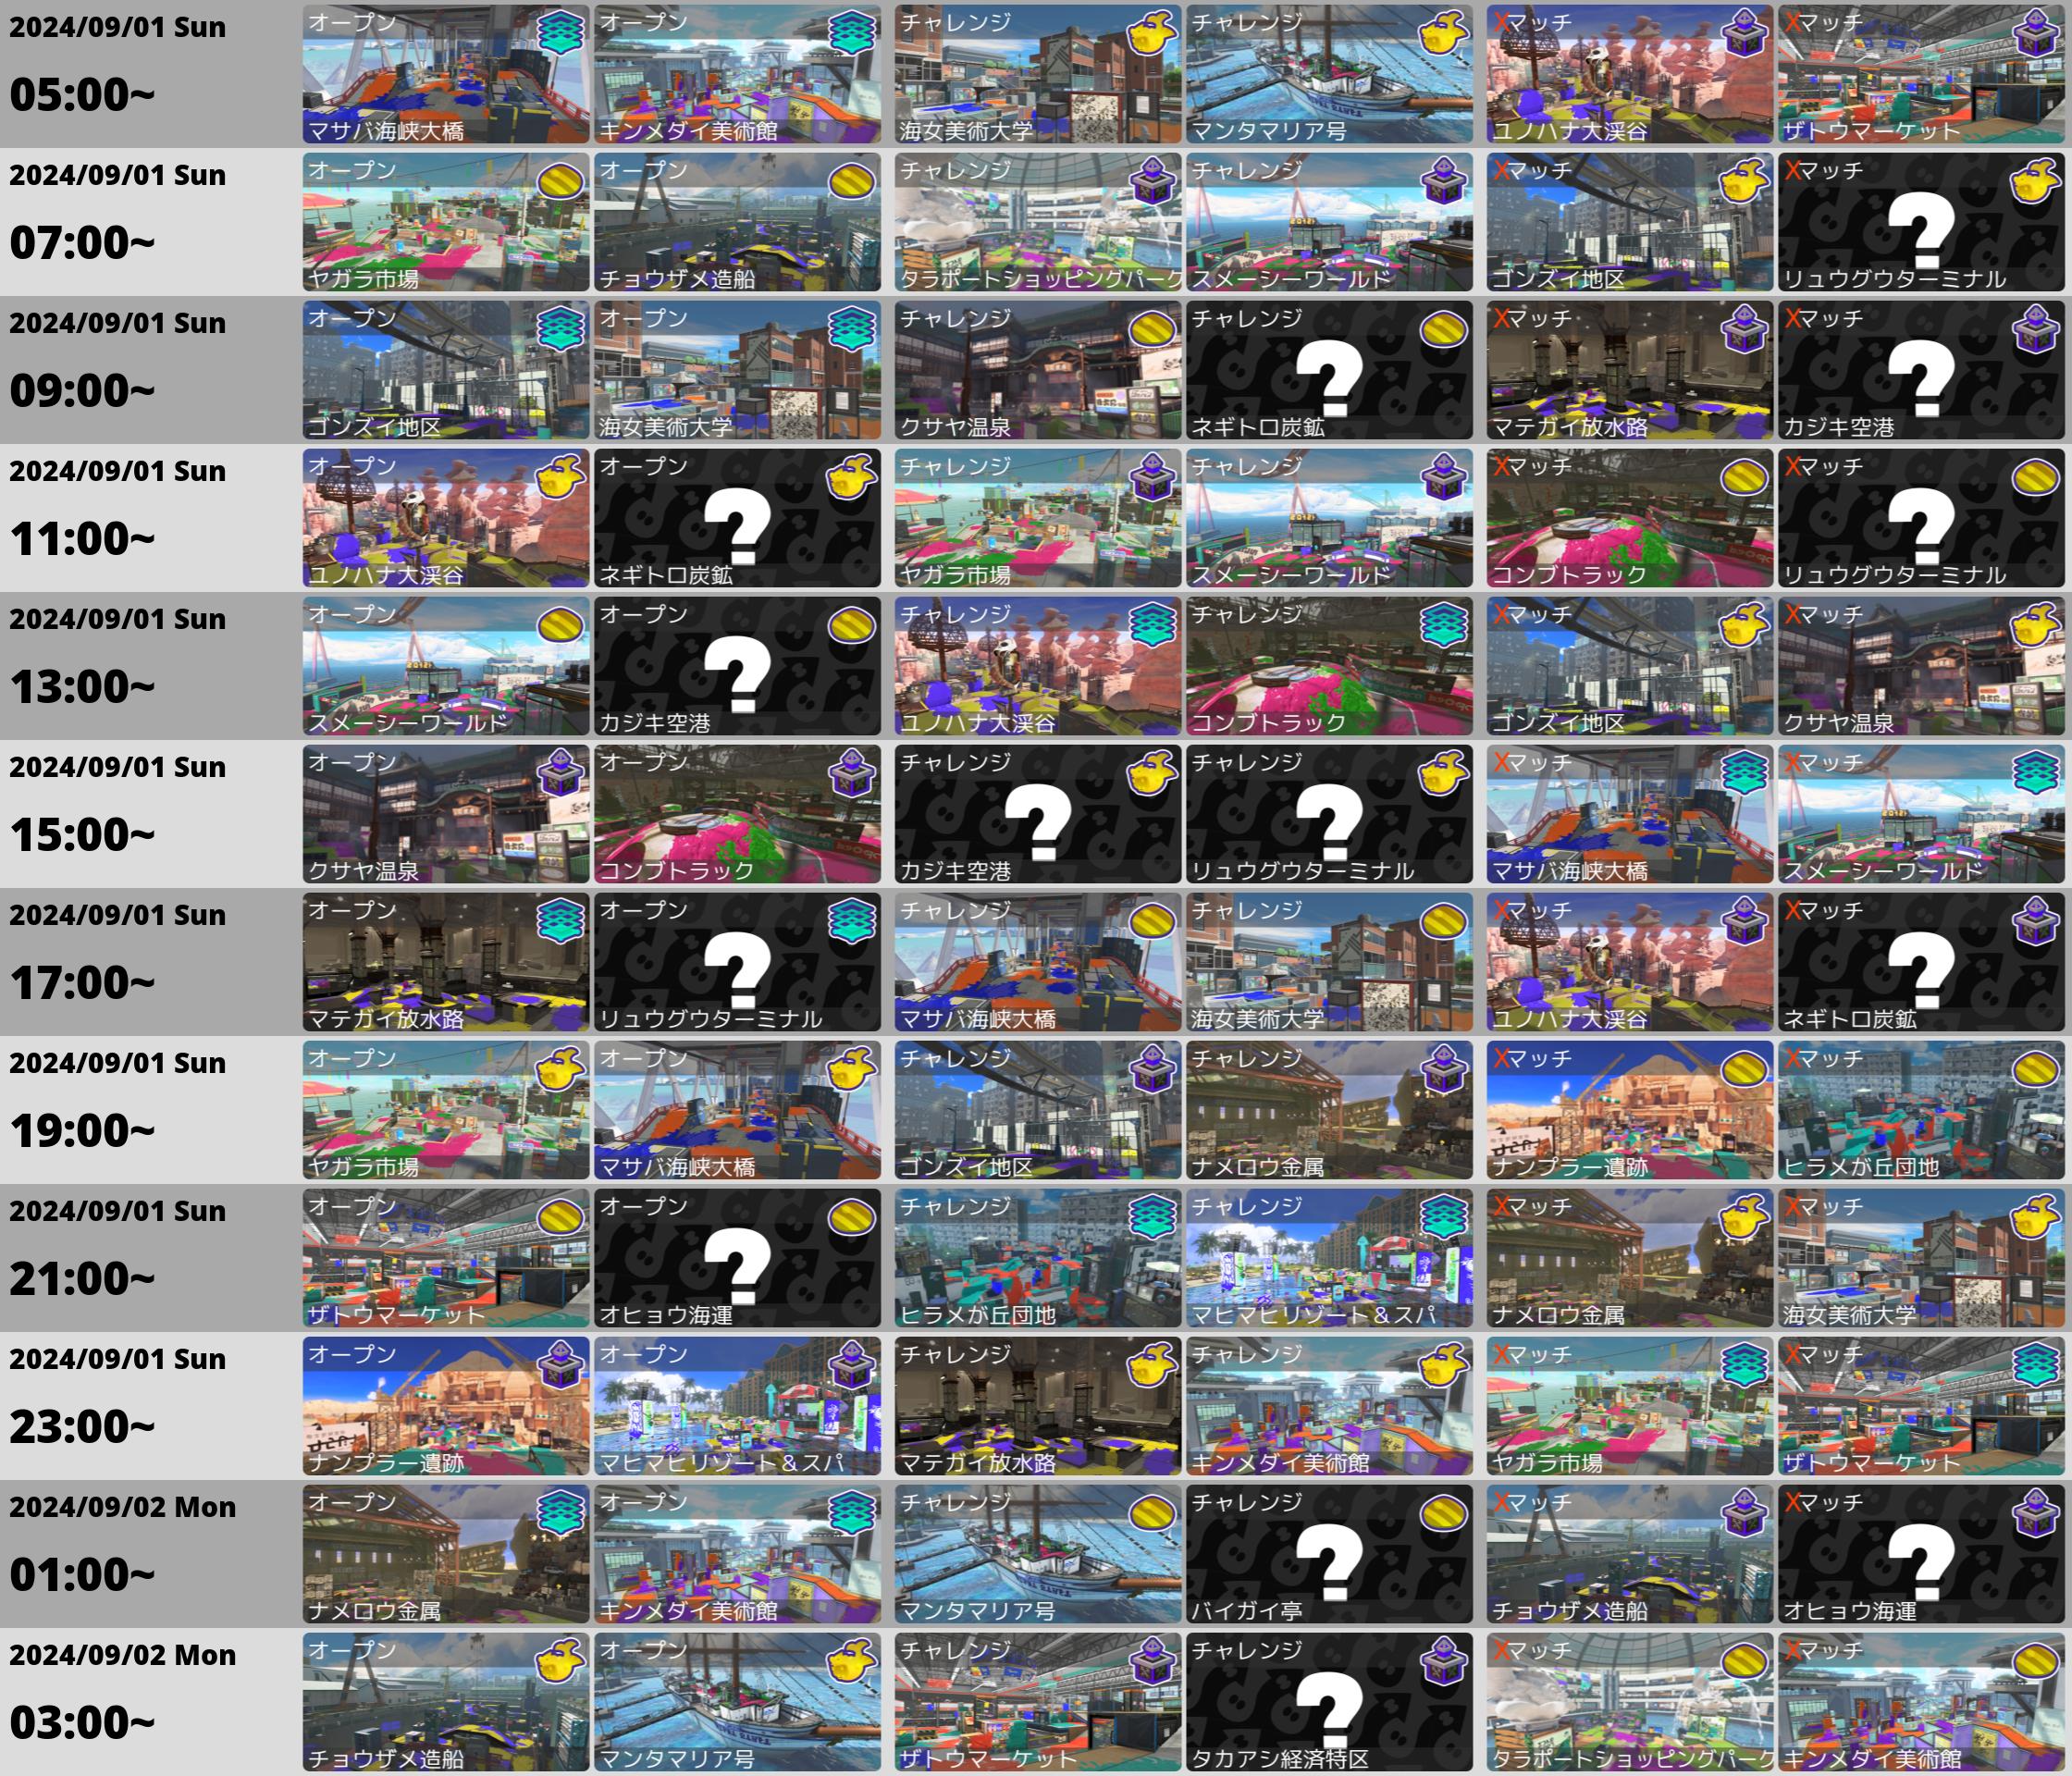 2024/09/01 Sun
05:00~
オープン
マサバ海峡大橋
オープン
キンメダイ美術館
チャレンジ
海女美術大学
チャレンジ
マンタマリア号
Xマッチ
ユノハナ大渓谷
Xマッチ
ザトウマーケット
2024/09/01 Sun
07:00~
オープン
ヤガラ市場
オープン
チョウザメ造船
チャレンジ
タラポートショッピングパーク
チャレンジ
スメーシーワールド
Xマッチ
ゴンズイ地区
Xマッチ
?
リュウグウターミナル
2024/09/01 Sun
09:00~
オープン
ゴンズイ地区
オープン
海女美術大学
チャレンジ
クサヤ温泉
チャレンジ
?
ネギトロ炭鉱
Xマッチ
マテガイ放水路
Xマッチ
?
カジキ空港
2024/09/01 Sun
11:00~
オープン
ユノハナ大渓谷
オープン
?
ネギトロ炭鉱
チャレンジ
ヤガラ市場
チャレンジ
スメーシーワールド
Xマッチ
コンブトラック
Xマッチ
?
リュウグウターミナル
2024/09/01 Sun
13:00~
オープン
スメーシーワールド
オープン
?
カジキ空港
チャレンジ
ユノハナ大渓谷
チャレンジ
コンブトラック
Xマッチ
ゴンズイ地区
Xマッチ
クサヤ温泉
2024/09/01 Sun
15:00~
オープン
クサヤ温泉
オープン
コンブトラック
チャレンジ
?
カジキ空港
チャレンジ
?
リュウグウターミナル
Xマッチ
マサバ海峡大橋
Xマッチ
スメーシーワールド
2024/09/01 Sun
17:00~
オープン
マテガイ放水路
オープン
?
リュウグウターミナル
チャレンジ
マサバ海峡大橋
チャレンジ
海女美術大学
Xマッチ
ユノハナ大渓谷
Xマッチ
?
ネギトロ炭鉱
2024/09/01 Sun
19:00~
オープン
ヤガラ市場
オープン
マサバ海峡大橋
チャレンジ
ゴンズイ地区
チャレンジ
ナメロウ金属
Xマッチ
ナンプラー遺跡
Xマッチ
ヒラメが丘団地
2024/09/01 Sun
21:00~
オープン
ザトウマーケット
オープン
?
オヒョウ海運
チャレンジ
ヒラメが丘団地
チャレンジ
マヒマヒリゾート＆スパ
Xマッチ
ナメロウ金属
Xマッチ
海女美術大学
2024/09/01 Sun
23:00~
オープン
ナンプラー遺跡
オープン
マヒマヒリゾート＆スパ
チャレンジ
マテガイ放水路
チャレンジ
キンメダイ美術館
Xマッチ
ヤガラ市場
Xマッチ
ザトウマーケット
2024/09/02 Mon
01:00~
オープン
ナメロウ金属
オープン
キンメダイ美術館
チャレンジ
マンタマリア号
チャレンジ
?
バイガイ亭
Xマッチ
チョウザメ造船
Xマッチ
?
オヒョウ海運
2024/09/02 Mon
03:00~
オープン
チョウザメ造船
オープン
マンタマリア号
チャレンジ
ザトウマーケット
チャレンジ
?
タカアシ経済特区
Xマッチ
タラポートショッピングパーク
Xマッチ
キンメダイ美術館